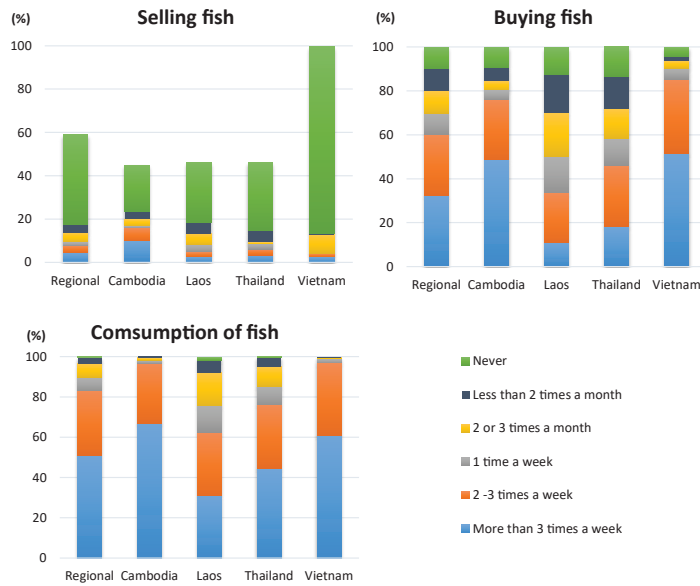 (%)
Selling fish
100
80
60
40
20
0
Regional Cambodia Laos Thailand Vietnam
(%)
Buying fish
100
80
60
40
20
0
Regional Cambodia Laos Thailand Vietnam
(%)
Comsumption of fish
100
80
60
40
20
0
Regional Cambodia Laos Thailand Vietnam
Never
Less than 2 times a month
2 or 3 times a month
1 time a week
2 -3 times a week
More than 3 times a week